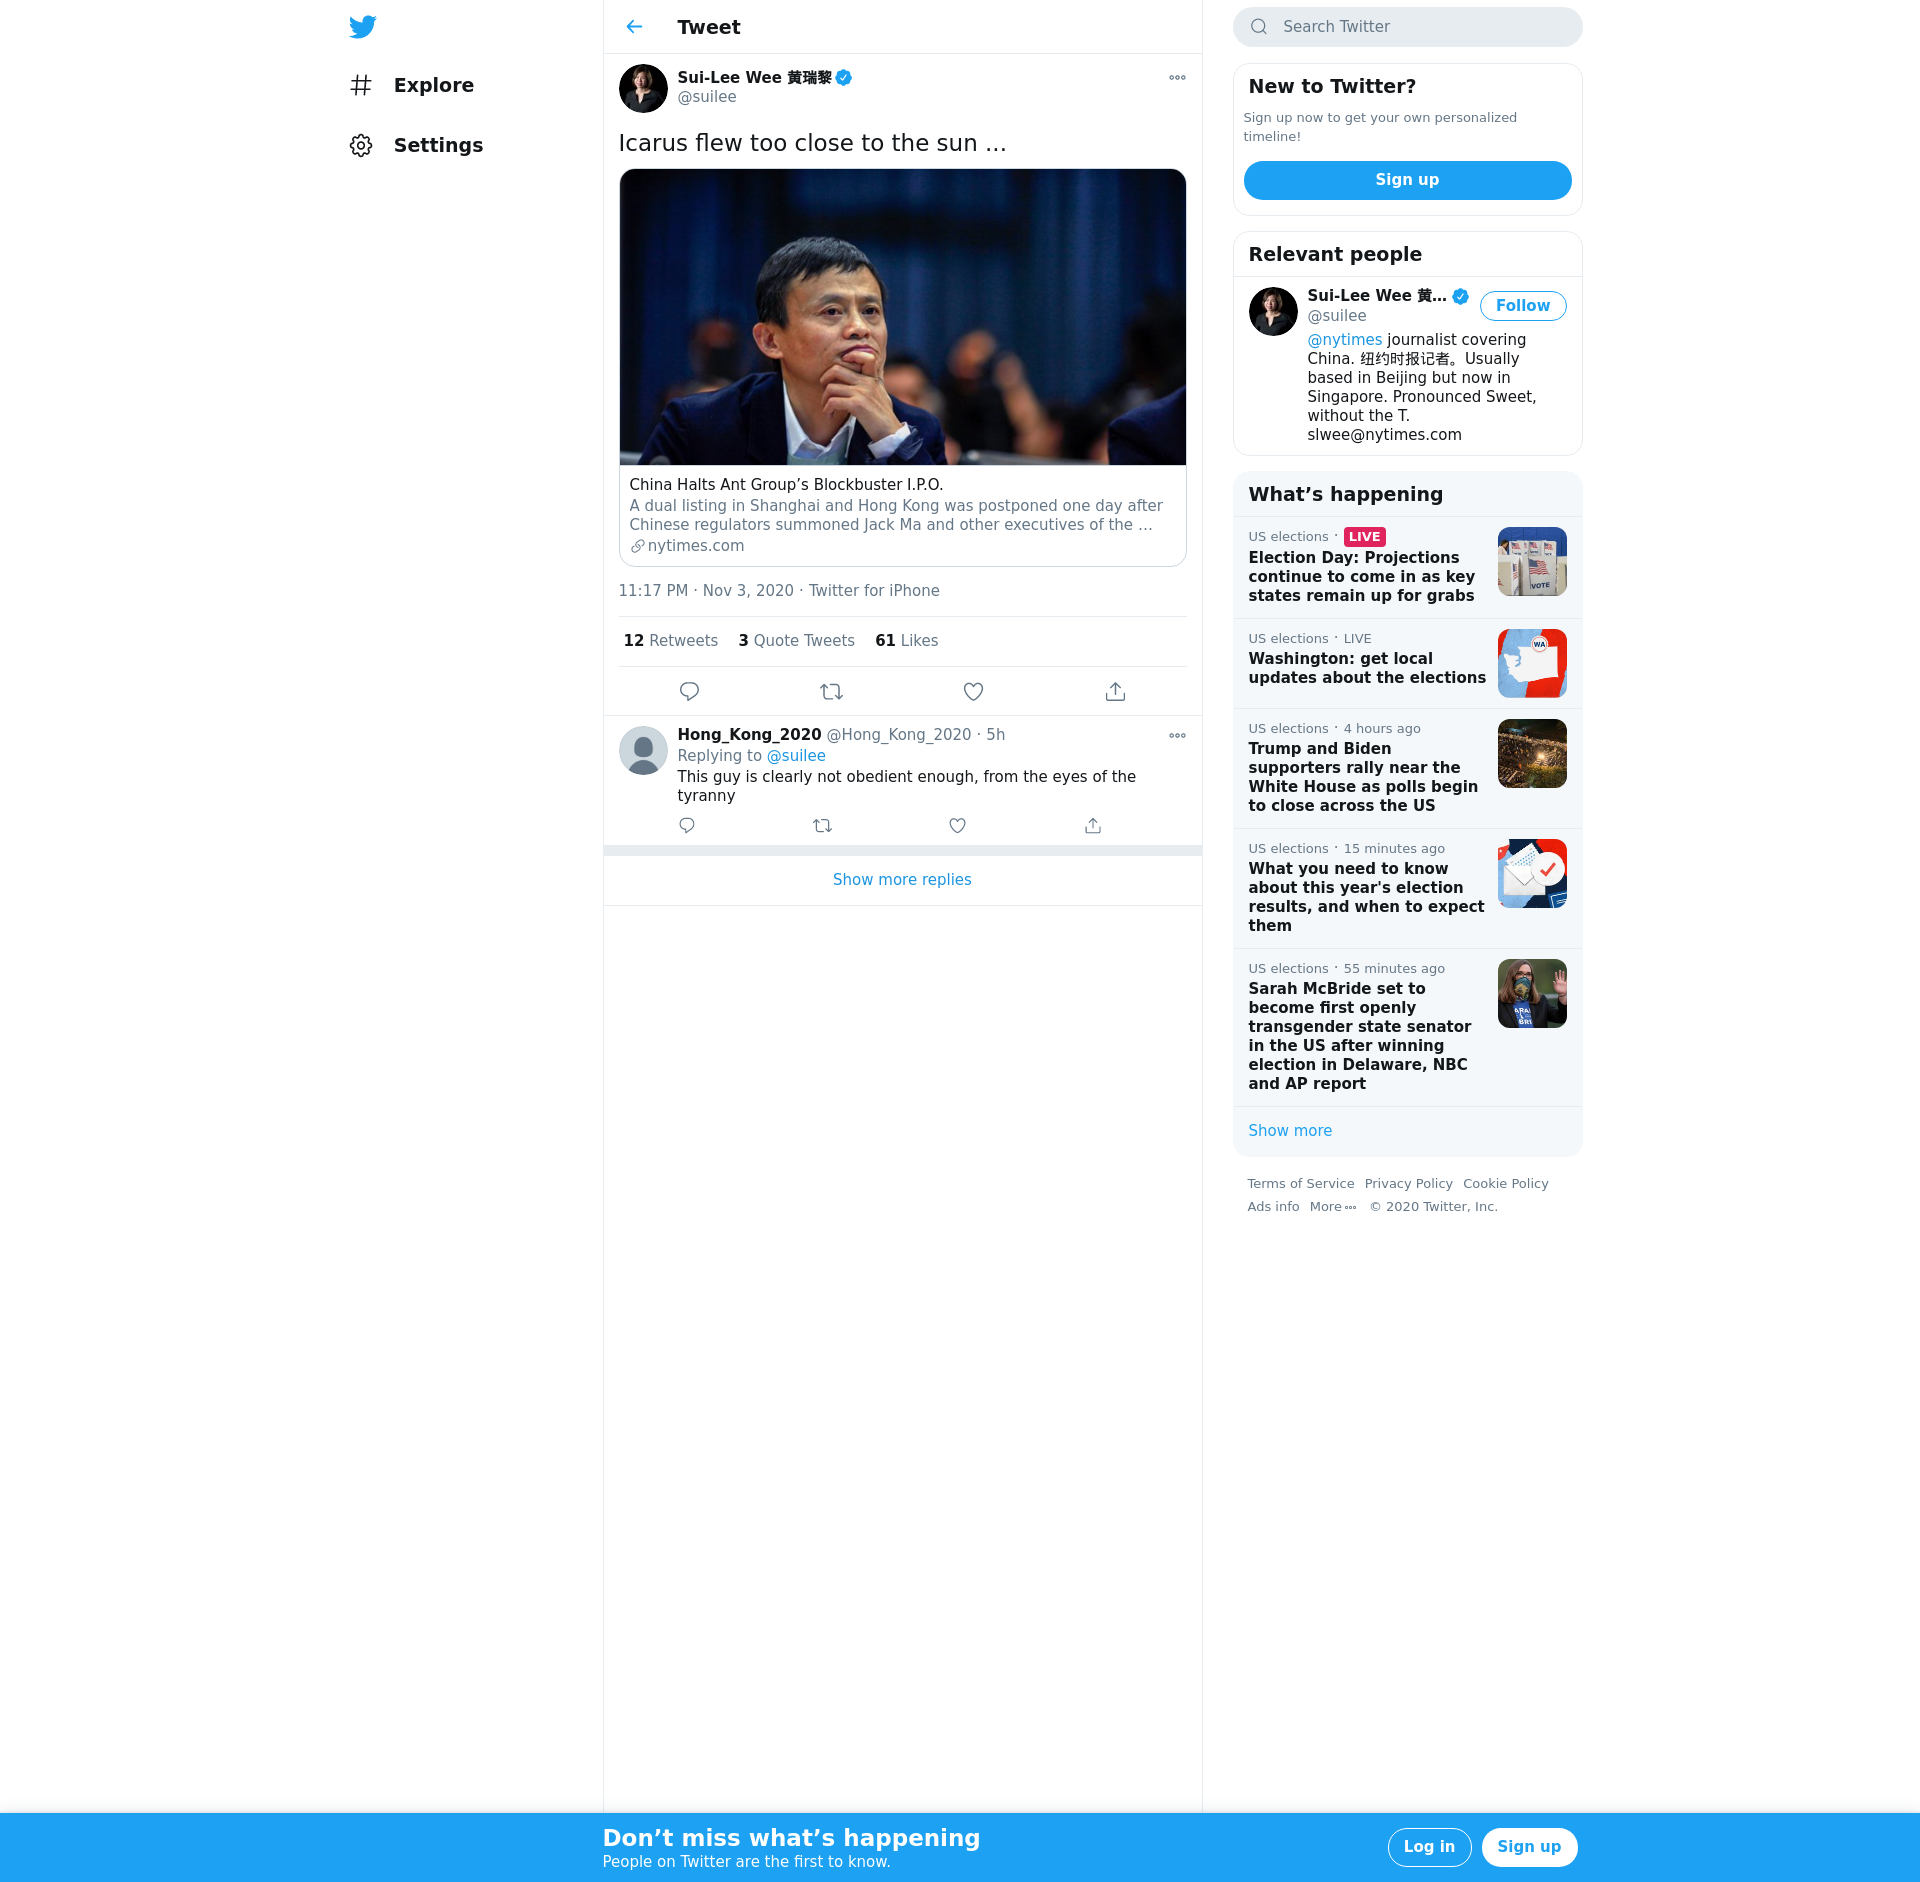 Explore
Settings
Tweet
Sui-Lee Wee 黄瑞黎
@suilee
Icarus flew too close to the sun ...
China Halts Ant Group’s Blockbuster I.P.O.
A dual listing in Shanghai and Hong Kong was postponed one day after
Chinese regulators summoned Jack Ma and other executives of the ...
nytimes.com
11:17 PM · Nov 3, 2020 · Twitter for iPhone
12 Retweets 3 Quote Tweets 61 Likes
Hong_Kong_2020 @Hong_Kong_2020 · 5h
Replying to @suilee
This guy is clearly not obedient enough, from the eyes of the
tyranny
Show more replies
Search Twitter
New to Twitter?
Sign up now to get your own personalized
timeline!
Sign up
Relevant people
Sui-Lee Wee 黄...
@suilee
Follow
@nytimes journalist covering
China. 纽约时报记者。Usually
based in Beijing but now in
Singapore. Pronounced Sweet,
without the T.
slwee@nytimes.com
What’s happening
US elections · LIVE
Election Day: Projections
continue to come in as key
states remain up for grabs
VOTE
US elections · LIVE
Washington: get local
updates about the elections
WA
US elections · 4 hours ago
Trump and Biden
supporters rally near the
White House as polls begin
to close across the US
US elections · 15 minutes ago
What you need to know
about this year's election
results, and when to expect
them
US elections · 55 minutes ago
Sarah McBride set to
become first openly
transgender state senator
in the US after winning
election in Delaware, NBC
and AP report
Show more
Terms of Service Privacy Policy Cookie Policy
Ads info More © 2020 Twitter, Inc.
Don’t miss what’s happening
People on Twitter are the first to know.
Log in
Sign up